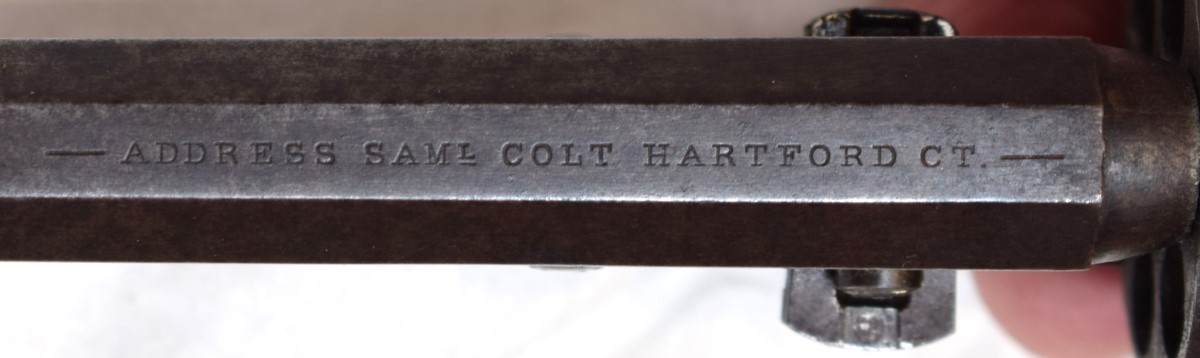 — ADDRESS SAMᴸ COLT HARTFORD CT. —